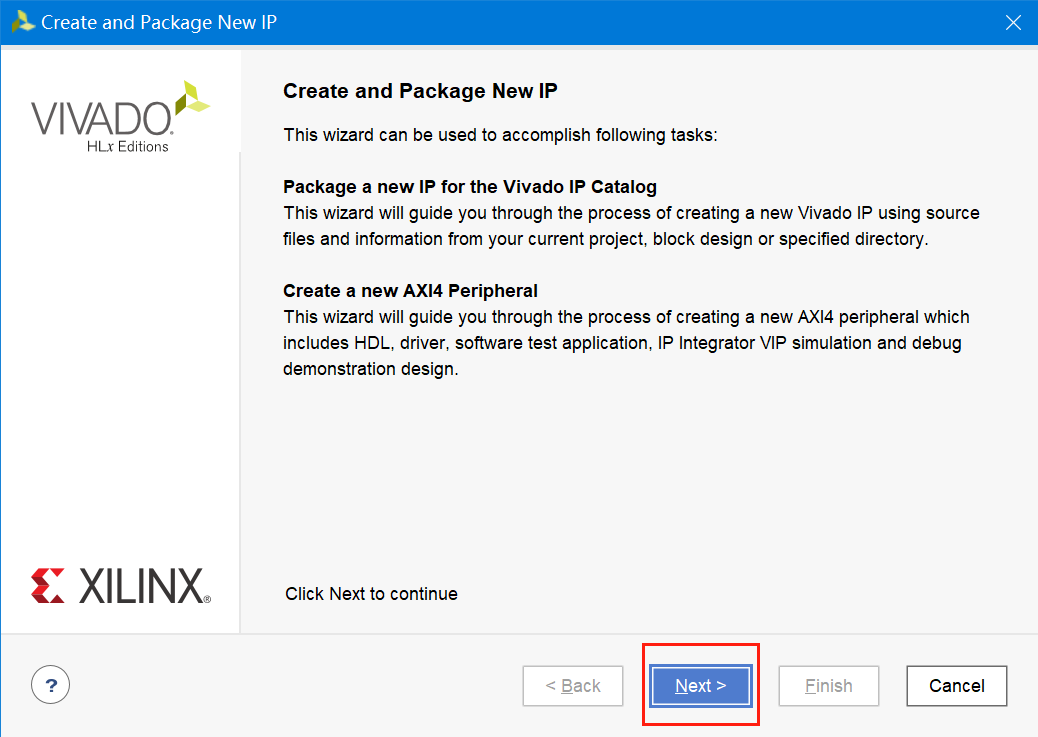 Create and Package New IP
VIVADO.
HLx Editions
Create and Package New IP
This wizard can be used to accomplish following tasks:
Package a new IP for the Vivado IP Catalog
This wizard will guide you through the process of creating a new Vivado IP using source
files and information from your current project, block design or specified directory.
Create a new AXI4 Peripheral
This wizard will guide you through the process of creating a new AXI4 peripheral which
includes HDL, driver, software test application, IP Integrator VIP simulation and debug
demonstration design.
XILINX®
Click Next to continue
?
< Back
Next >
Finish
Cancel